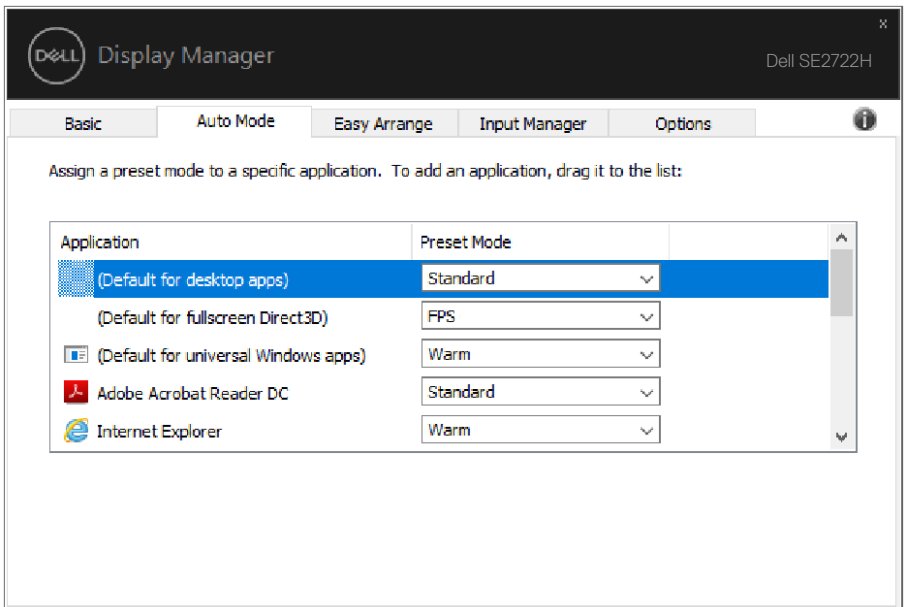 x
DELL Display Manager
Dell SE2722H
Basic Auto Mode Easy Arrange Input Manager Options
Assign a preset mode to a specific application. To add an application, drag it to the list:
Application Preset Mode
(Default for desktop apps) Standard
(Default for fullscreen Direct3D) FPS
(Default for universal Windows apps) Warm
Adobe Acrobat Reader DC Standard
Internet Explorer Warm